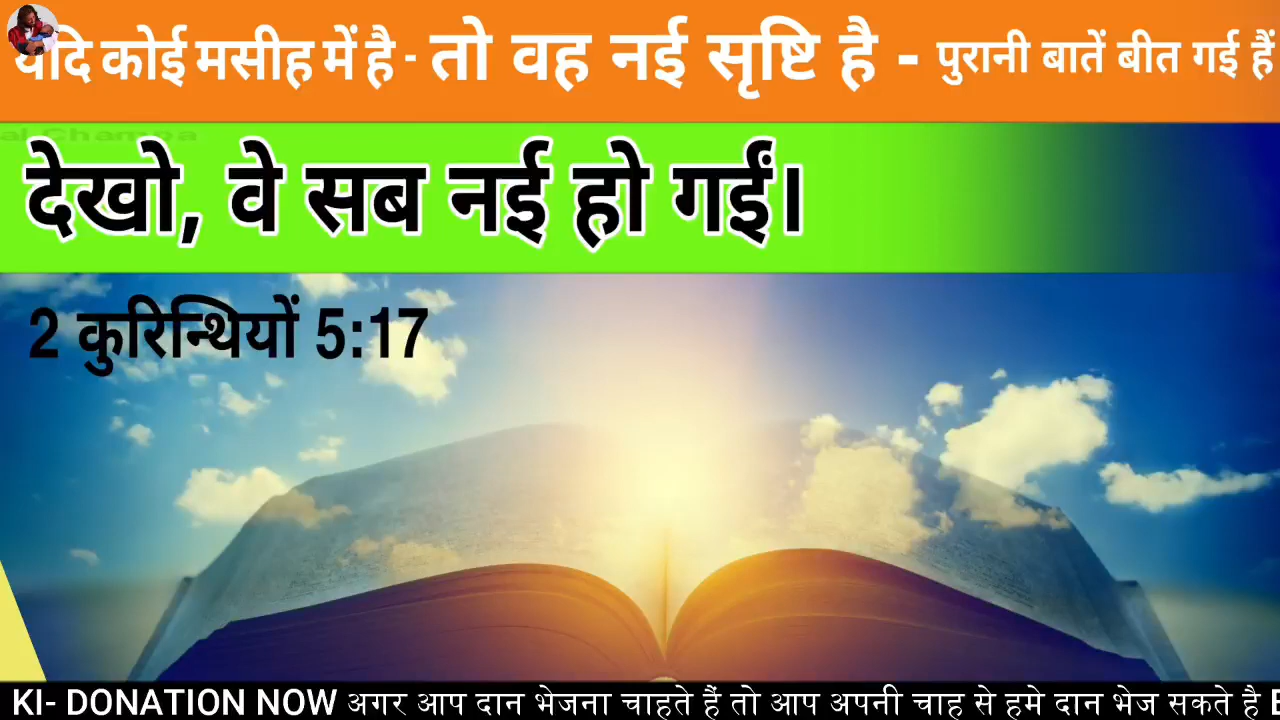 यदि कोई मसीह में है - तो वह नई सृष्टि है - पुरानी बातें बीत गई हैं
देखो, वे सब नई हो गईं।
2 कुरिन्थियों 5:17
KI- DONATION NOW अगर आप दान भेजना चाहते हैं तो आप अपनी चाह से हमे दान भेज सकते है